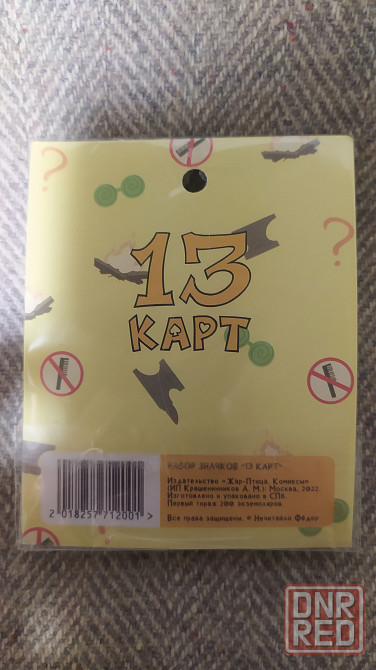 13
КАРТ
НАБОР ЗНАЧКОВ "13 КАРТ"
Издательство «Жар-Птица. Комиксы»
(ИП Крашенинников А. М.) Москва, 2022.
Изготовлено и упаковано в СПб.
Первый тираж 200 экземпляров.
Все права защищены. © Нечитайло Фёдор
2 018257 712001 >
DNR
RED